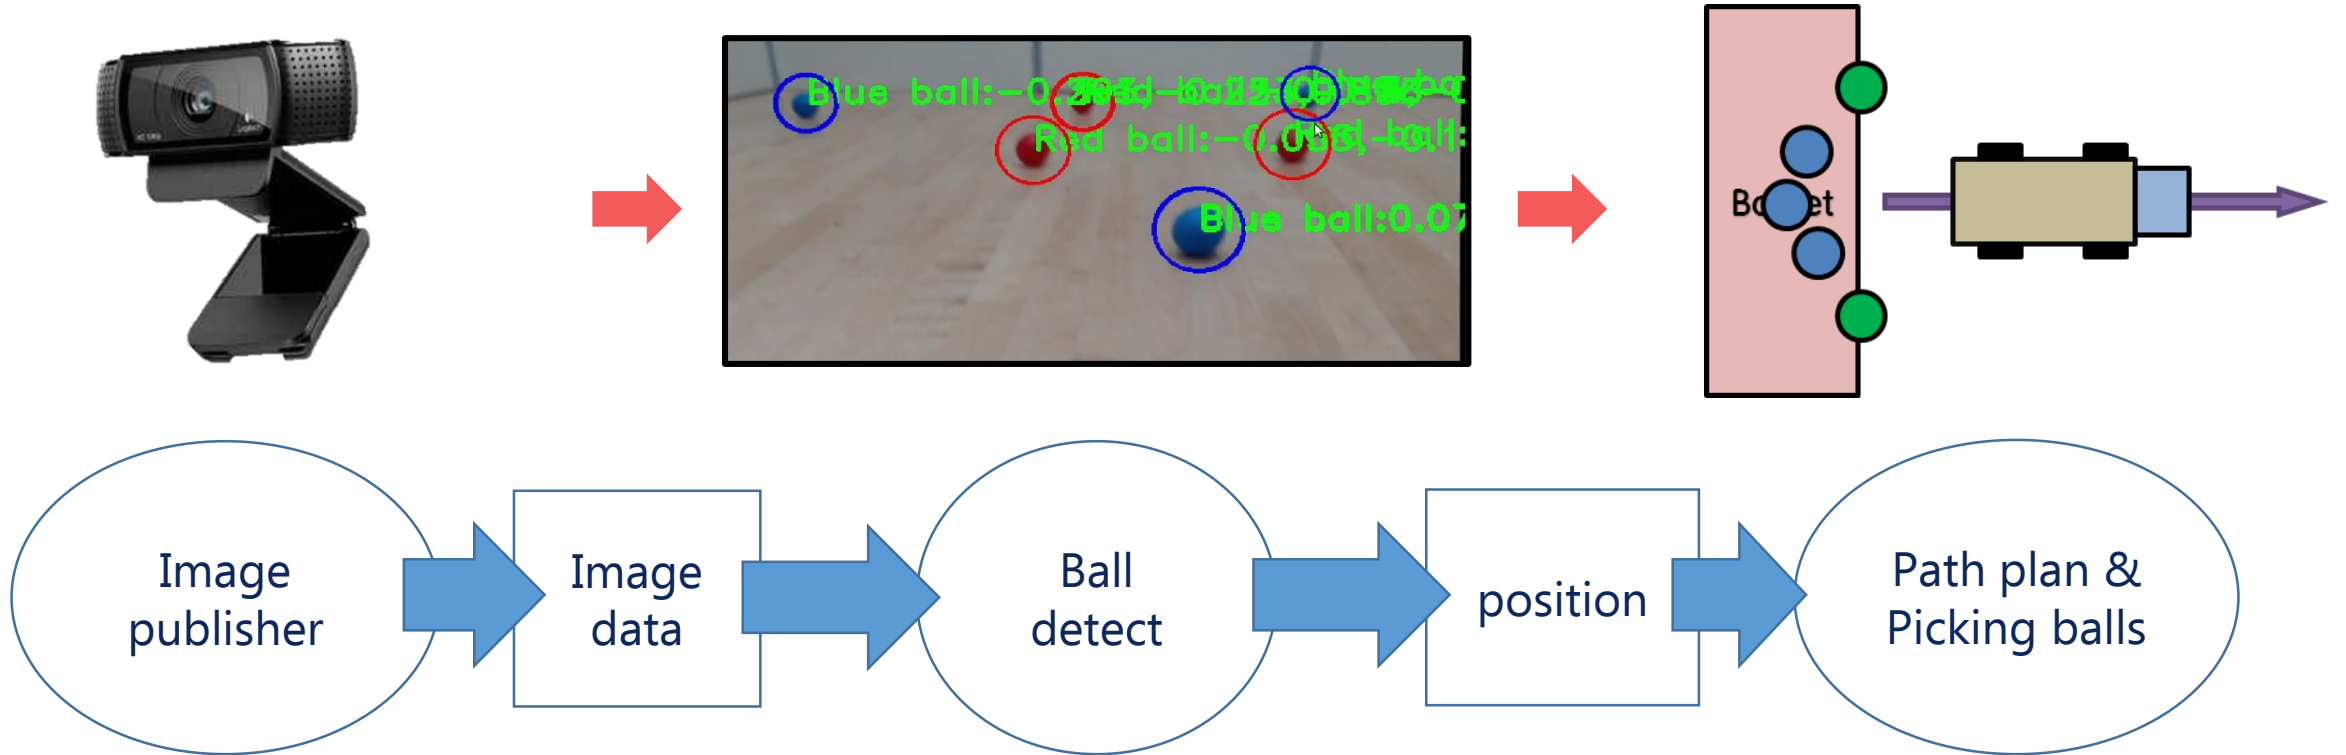 Blue ball:-0.
Red ball:-0.0
Blue ball:0.07
Image
publisher
Image
data
Ball
detect
position
Path plan &
Picking balls